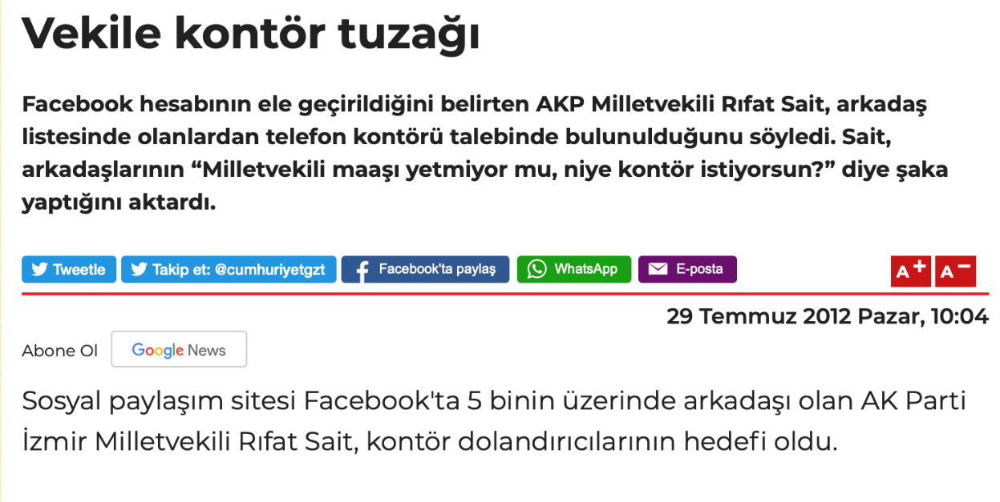 Vekile kontör tuzağı
Facebook hesabının ele geçirildiğini belirten AKP Milletvekili Rıfat Sait, arkadaş
listesinde olanlardan telefon kontörü talebinde bulunulduğunu söyledi. Sait,
arkadaşlarının “Milletvekili maaşı yetmiyor mu, niye kontör istiyorsun?” diye şaka
yaptığını aktardı.
Tweetle Takip et: @cumhuriyetgzt Facebook'ta paylaş WhatsApp E-posta A+ A-
29 Temmuz 2012 Pazar, 10:04
Abone Ol Google News
Sosyal paylaşım sitesi Facebook'ta 5 binin üzerinde arkadaşı olan AK Parti
İzmir Milletvekili Rıfat Sait, kontör dolandırıcılarının hedefi oldu.